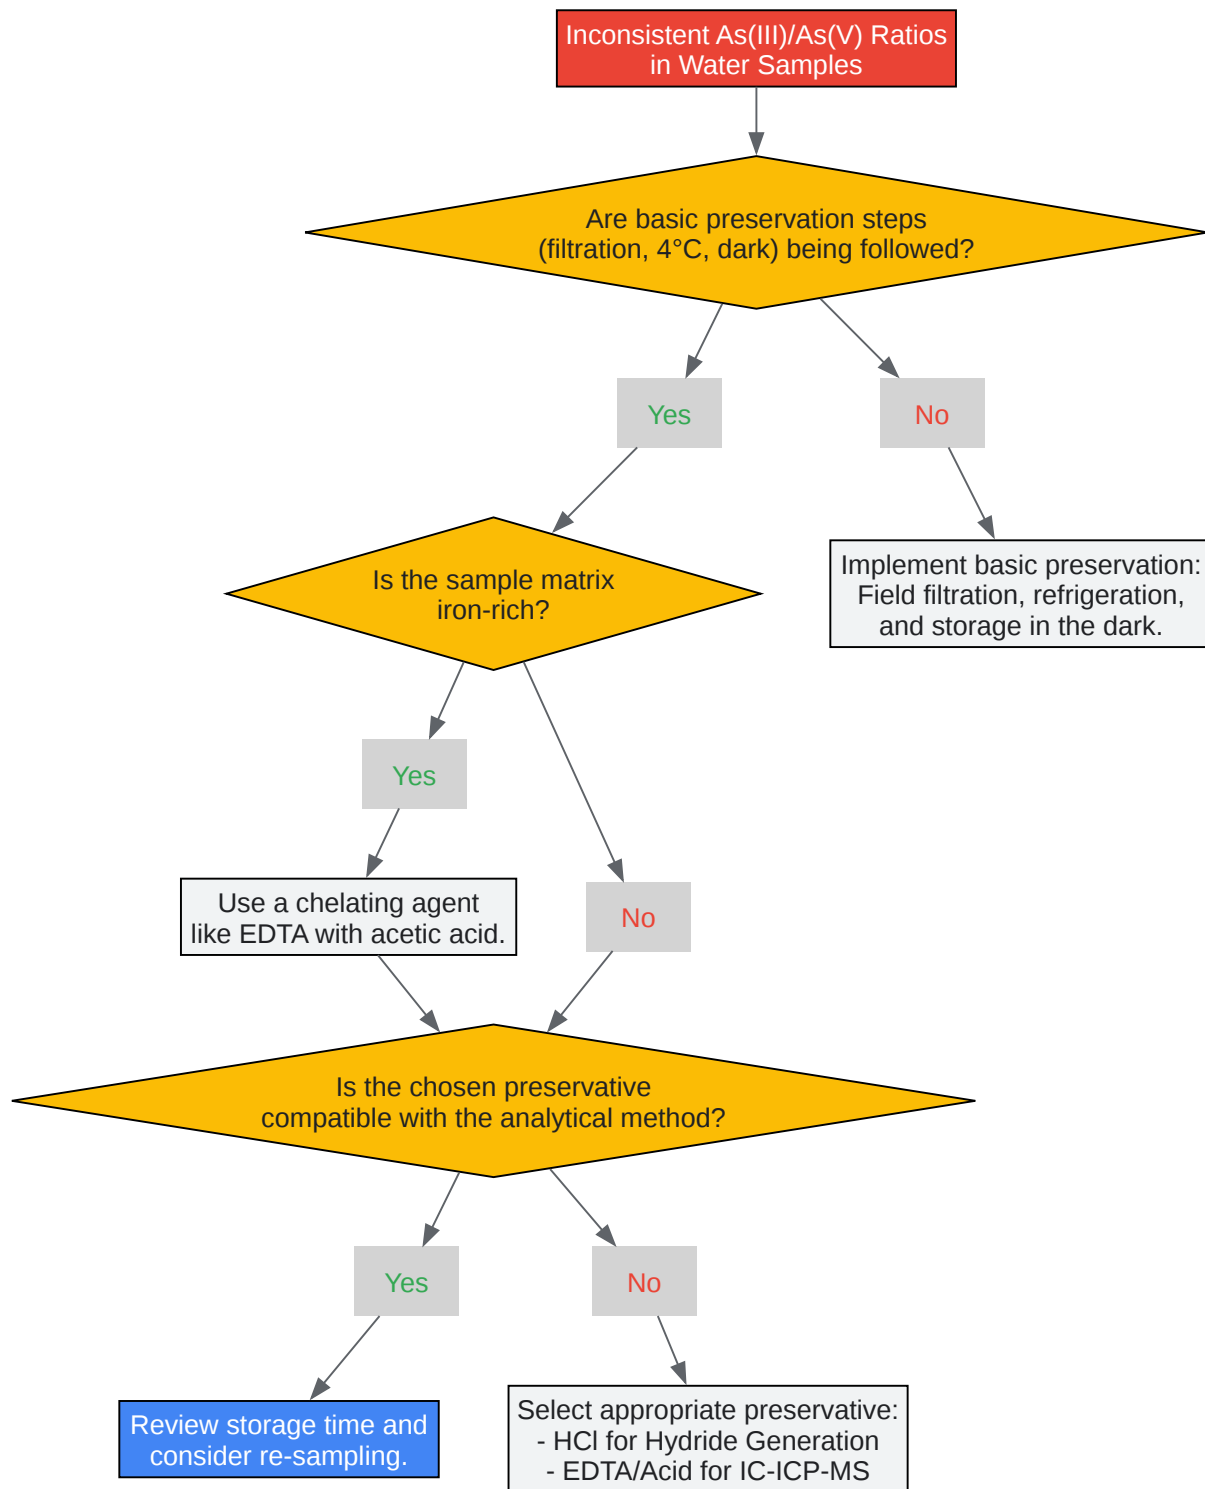 Inconsistent As(III)/As(V) Ratios
in Water Samples
Are basic preservation steps
(filtration, 4°C, dark) being followed?
Yes
No
Is the sample matrix
iron-rich?
Implement basic preservation:
Field filtration, refrigeration,
and storage in the dark.
Yes
Use a chelating agent
like EDTA with acetic acid.
No
Is the chosen preservative
compatible with the analytical method?
Yes
No
Review storage time and
consider re-sampling.
Select appropriate preservative:
- HCl for Hydride Generation
- EDTA/Acid for IC-ICP-MS